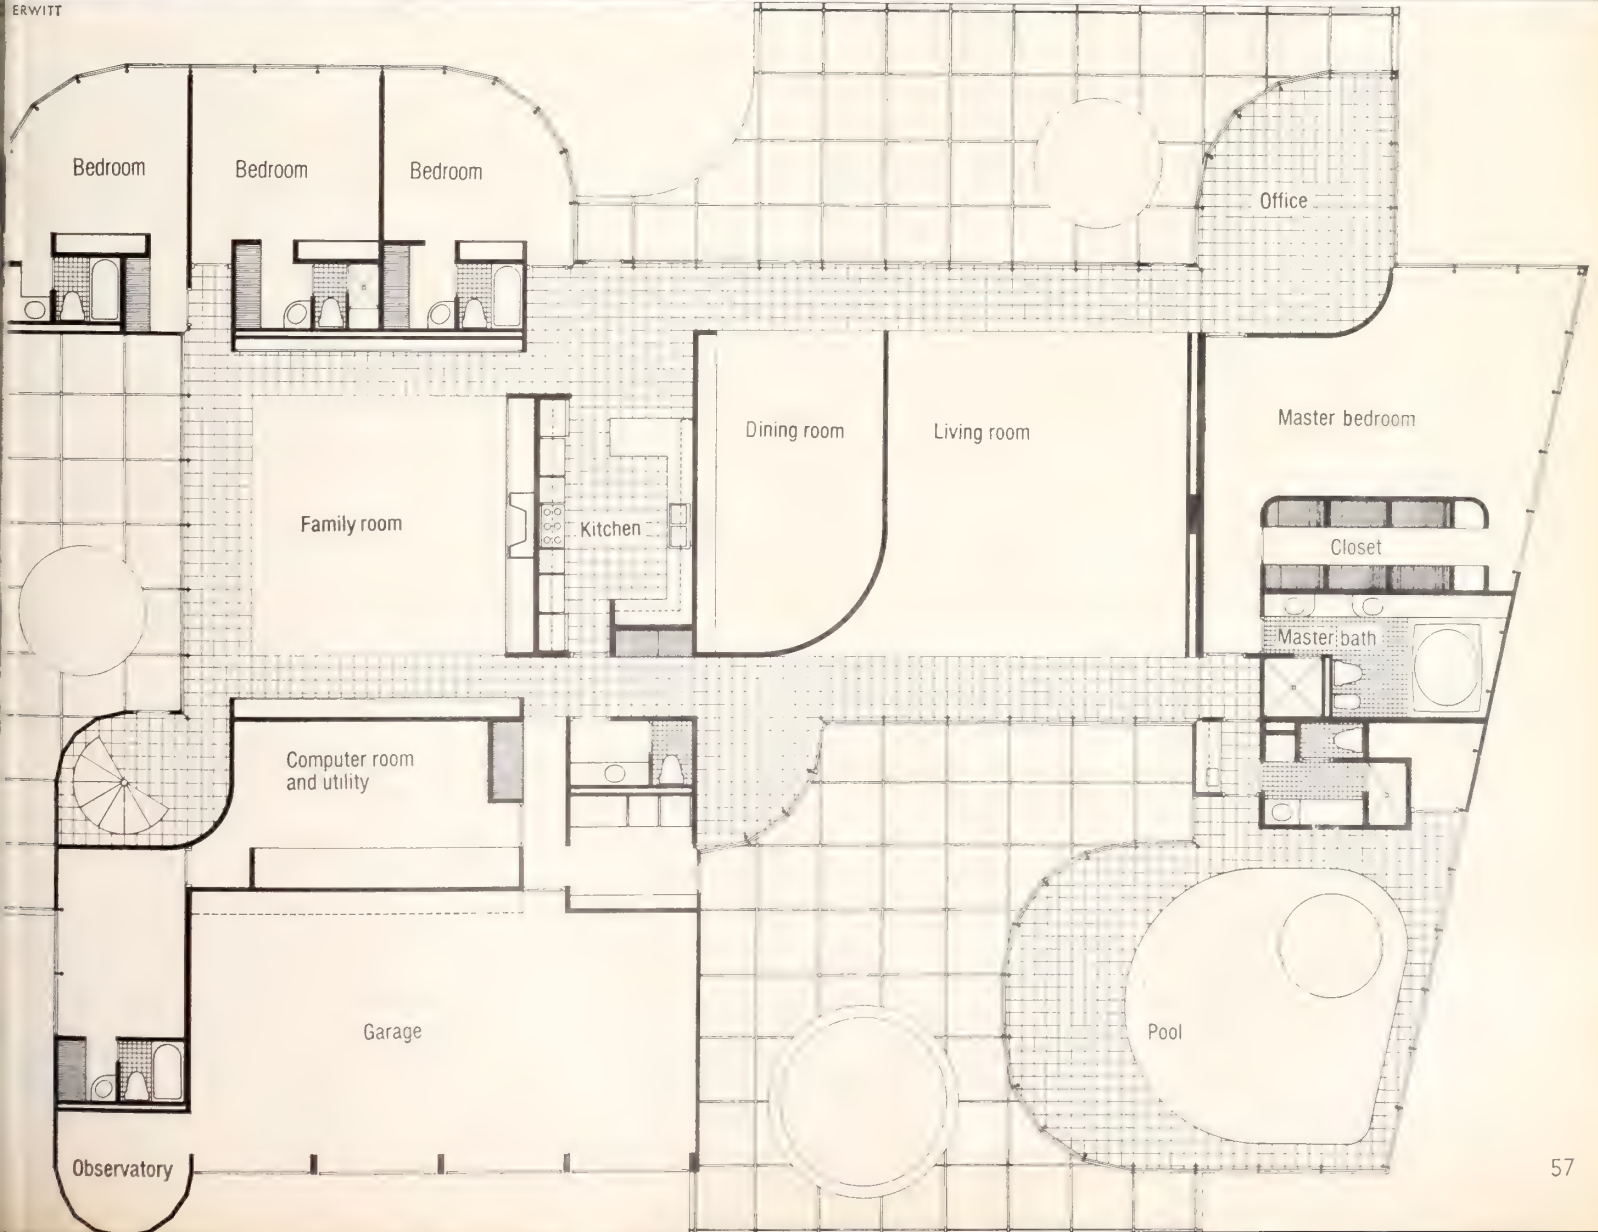 ERWITT
Bedroom
Bedroom
Bedroom
Office
Dining room
Living room
Master bedroom
Family room
Kitchen
Closet
Master bath
Computer room
and utility
Garage
Pool
Observatory
57